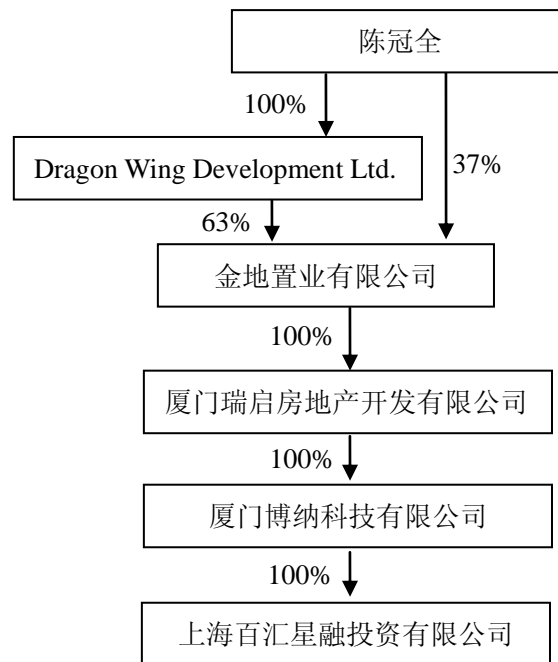 陈冠全
100%
Dragon Wing Development Ltd.
37%
63%
金地置业有限公司
100%
厦门瑞启房地产开发有限公司
100%
厦门博纳科技有限公司
100%
上海百汇星融投资有限公司